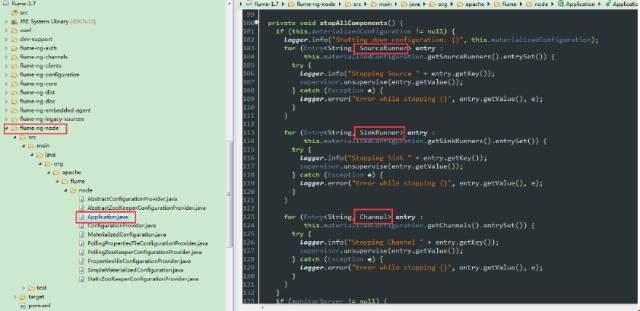 flume-1.7
src
JRE System Library [JDK7u15]
conf
dev-support
flume-ng-auth
flume-ng-channels
flume-ng-clients
flume-ng-configuration
flume-ng-core
flume-ng-dist
flume-ng-doc
flume-ng-embedded-agent
flume-ng-legacy-sources
flume-ng-node
src
main
java
org
apache
flume
node
AbstractConfigurationProvider.java
AbstractZooKeeperConfigurationProvider.java
Application.java
ConfigurationProvider.java
MaterializedConfiguration.java
PollingPropertiesFileConfigurationProvider.java
PollingZooKeeperConfigurationProvider.java
PropertiesFileConfigurationProvider.java
SimpleMaterializedConfiguration.java
StaticZooKeeperConfigurationProvider.java
test
target
pom.xml
flume-1.7 src main java org apache flume node Application Application
99
100 private void stopAllComponents() {
101 if (this.materializedConfiguration != null) {
102 logger.info("Shutting down configuration: {}", this.materializedConfiguration);
103 for (Entry<String, SourceRunner> entry :
104 this.materializedConfiguration.getSourceRunners().entrySet()) {
105 try {
106 logger.info("Stopping Source " + entry.getKey());
107 supervisor.unsupervise(entry.getValue());
108 } catch (Exception e) {
109 logger.error("Error while stopping {}", entry.getValue(), e);
110 }
111 }
112
113 for (Entry<String, SinkRunner> entry :
114 this.materializedConfiguration.getSinkRunners().entrySet()) {
115 try {
116 logger.info("Stopping Sink " + entry.getKey());
117 supervisor.unsupervise(entry.getValue());
118 } catch (Exception e) {
119 logger.error("Error while stopping {}", entry.getValue(), e);
120 }
121 }
122
123 for (Entry<String, Channel> entry :
124 this.materializedConfiguration.getChannels().entrySet()) {
125 try {
126 logger.info("Stopping Channel " + entry.getKey());
127 supervisor.unsupervise(entry.getValue());
128 } catch (Exception e) {
129 logger.error("Error while stopping {}", entry.getValue(), e);
130 }
131 }
132 }
133 if (monitorServer != null) {